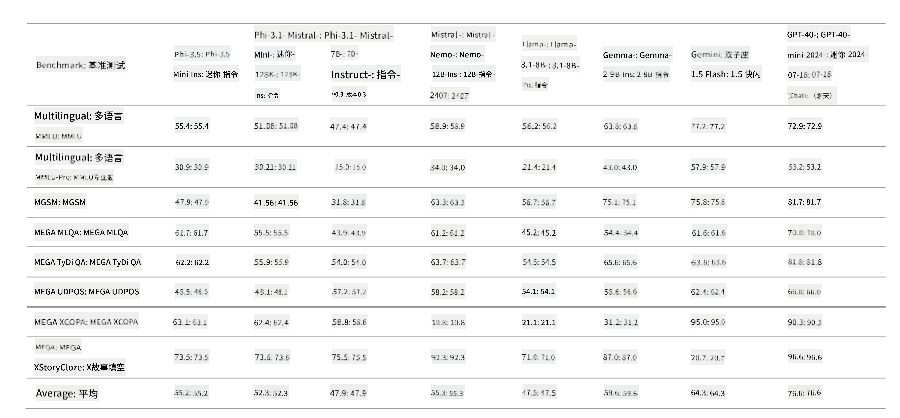 Benchmark: 基准测试
Phi-3.5: Phi-3.5
Mini Ins: 迷你 指令
Phi-3.1- Mistral-: Phi-3.1- Mistral-
MIni-: 迷你-
7B-: 7B-
128K-: 128K-
Instruct-: 指令-
Ins: 指令
Mistral-: Mistral-
Nemo-: Nemo-
12B-Ins: 12B-指令
2407: 2407
Llama-: Llama-
3.1-8B-: 3.1-8B-
Ins: 指令
Gemma-: Gemma-
2 9B Ins: 2 9B 指令
Gemini: 双子座
1.5 Flash: 1.5 快闪
GPT-40-: GPT-40-
mini 2024 : 迷你 2024
07-18: 07-18
(Chat): （聊天）
Multilingual: 多语言
MMLU: MMLU
55.4: 55.4
51.08: 51.08
47.4: 47.4
58.9: 58.9
56.2: 56.2
63.8: 63.8
77.2: 77.2
72.9: 72.9
Multilingual: 多语言
MMLU-Pro: MMLU专业版
30.9: 30.9
30.21: 30.21
15.0: 15.0
34.0: 34.0
21.4: 21.4
43.0: 43.0
57.9: 57.9
53.2: 53.2
MGSM: MGSM
47.9: 47.9
41.56: 41.56
31.8: 31.8
63.3: 63.3
56.7: 56.7
75.1: 75.1
75.8: 75.8
81.7: 81.7
MEGA MLQA: MEGA MLQA
61.7: 61.7
55.5: 55.5
43.9: 43.9
61.2: 61.2
45.2: 45.2
54.4: 54.4
61.6: 61.6
70.0: 70.0
MEGA TyDi QA: MEGA TyDi QA
62.2: 62.2
55.9: 55.9
54.0: 54.0
63.7: 63.7
54.5: 54.5
65.6: 65.6
63.6: 63.6
81.8: 81.8
MEGA UDPOS: MEGA UDPOS
46.5: 46.5
48.1: 48.1
57.2: 57.2
58.2: 58.2
54.1: 54.1
56.6: 56.6
62.4: 62.4
66.0: 66.0
MEGA XCOPA: MEGA XCOPA
63.1: 63.1
62.4: 62.4
58.8: 58.8
10.8: 10.8
21.1: 21.1
31.2: 31.2
95.0: 95.0
90.3: 90.3
MEGA: MEGA
XStoryCloze: X故事填空
73.5: 73.5
73.6: 73.6
75.5: 75.5
92.3: 92.3
71.0: 71.0
87.0: 87.0
20.7: 20.7
96.6: 96.6
Average: 平均
55.2: 55.2
52.3: 52.3
47.9: 47.9
55.3: 55.3
47.5: 47.5
59.6: 59.6
64.3: 64.3
76.6: 76.6